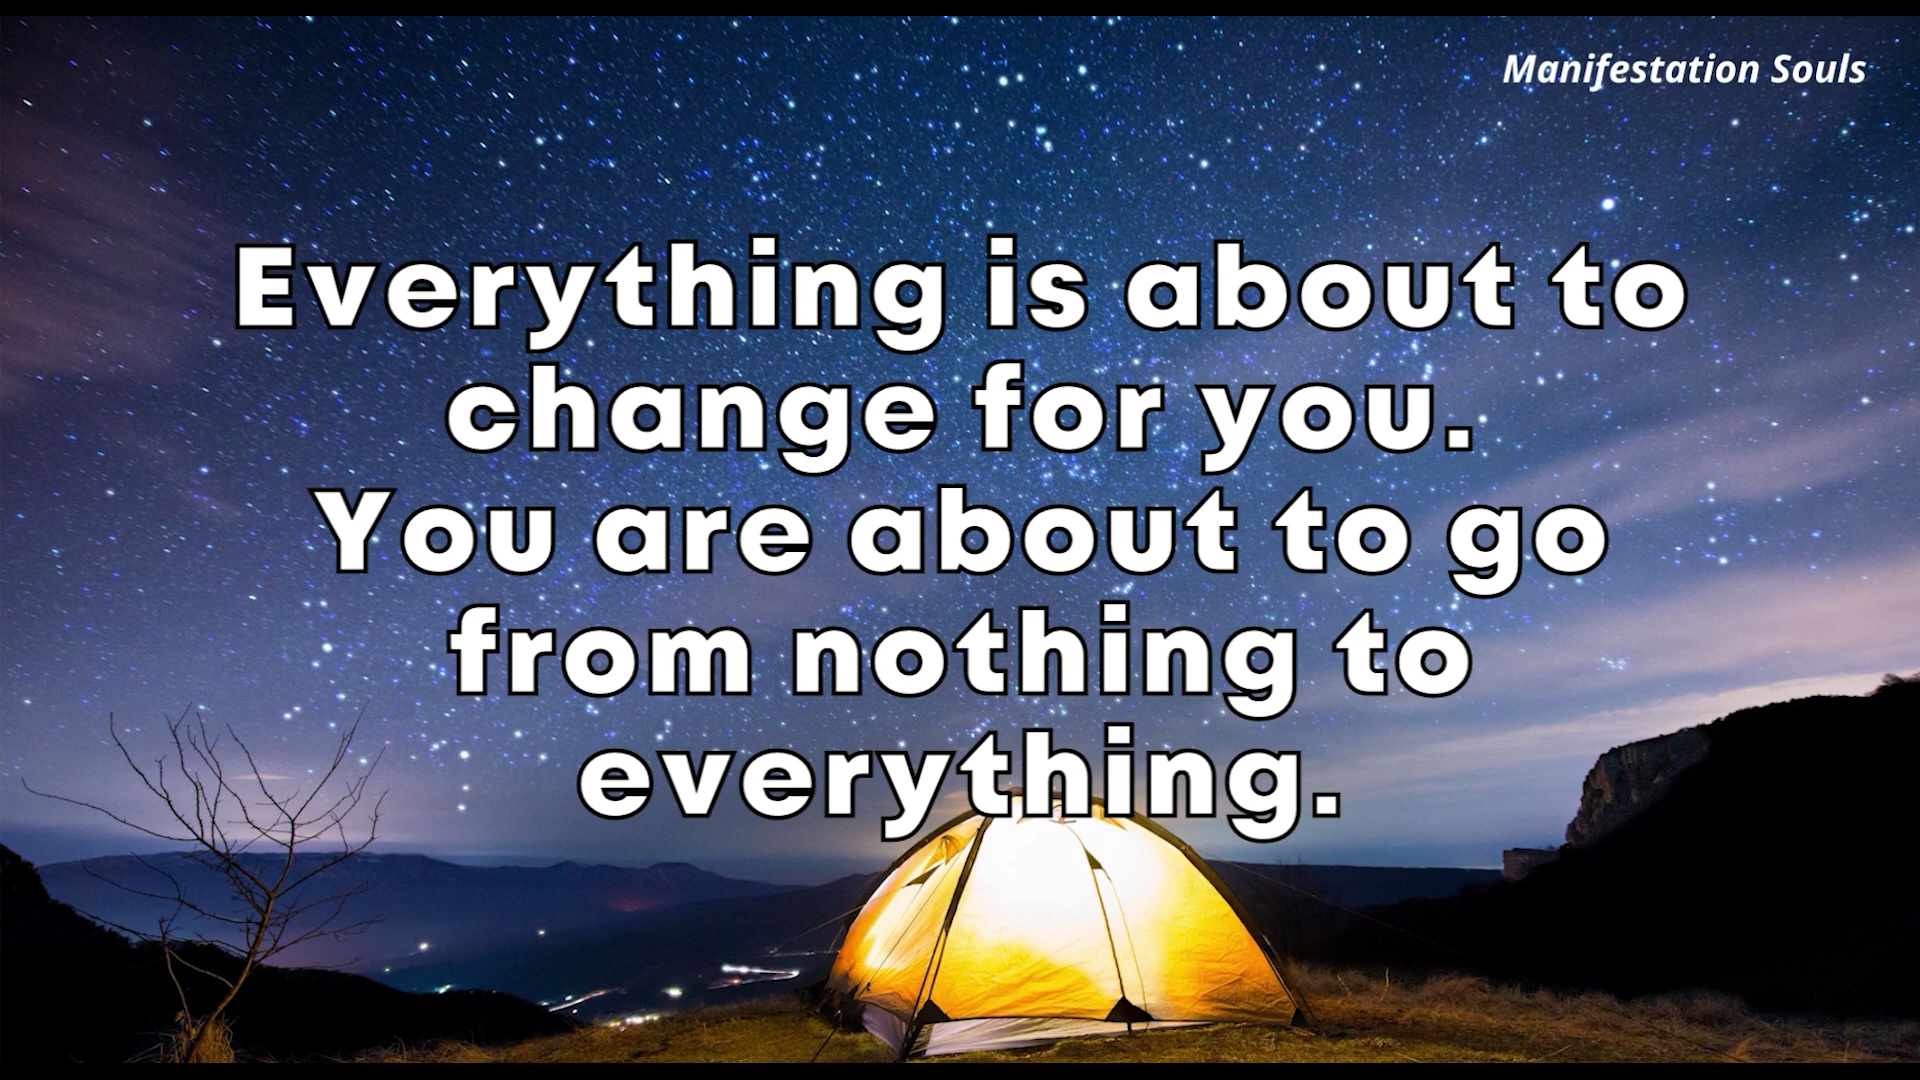 Manifestation Souls
Everything is about to
change for you.
You are about to go
from nothing to
everything.